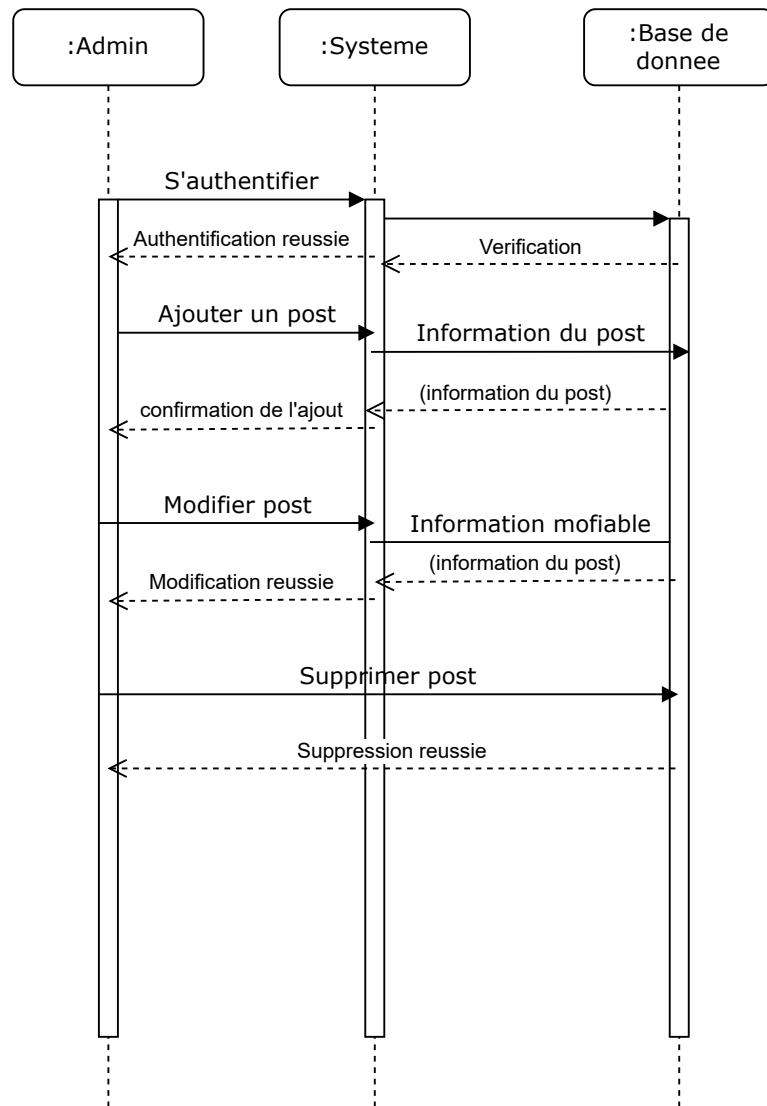 :Admin
:Systeme
:Base de
donnee
S'authentifier
Authentification reussie
Verification
Ajouter un post
Information du post
(information du post)
confirmation de l'ajout
Modifier post
Information mofiable
(information du post)
Modification reussie
Supprimer post
Suppression reussie